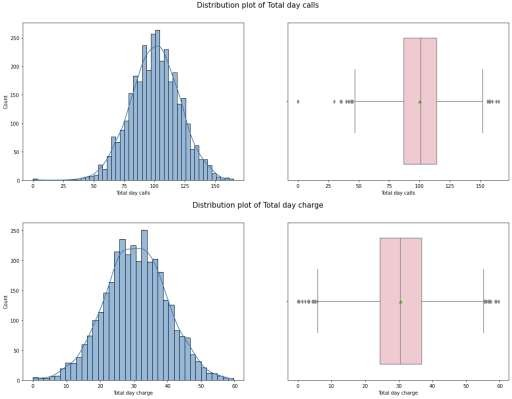 Distribution plot of Total day calls
250
200
150
100
50
0
Count
0 25 50 75 100 125 150
Total day calls
0 25 50 75 100 125 150
Total day calls
Distribution plot of Total day charge
250
200
150
100
50
0
Count
0 10 20 30 40 50 60
Total day charge
0 10 20 30 40 50 60
Total day charge